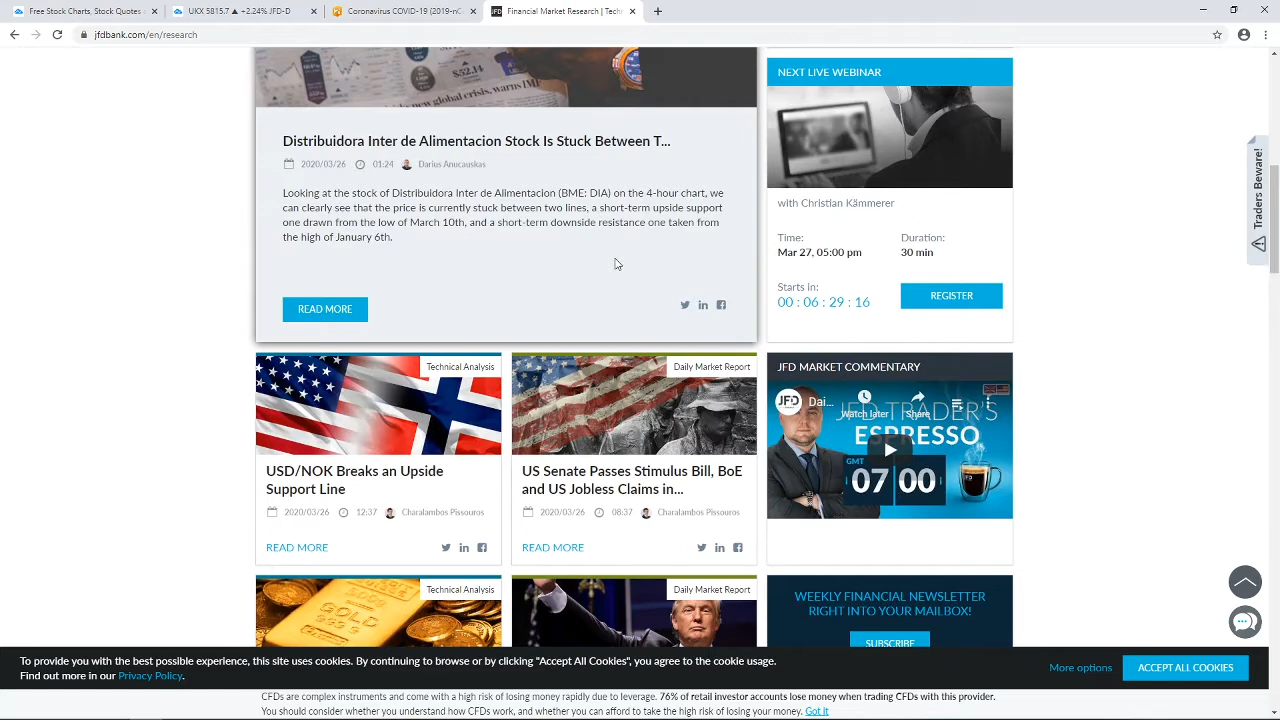 Free Stock Charts, Stock Quotes
UKX 5815.7 ▲ +2.24% JFD-F
Coronavirus COVID-19 (2019-nC
Financial Market Research | Tech
jfdbank.com/en/research
$52.14
new global crisis, warns IMF
Distribuidora Inter de Alimentacion Stock Is Stuck Between T...
2020/03/26 01:24 Darius Anucauskas
Looking at the stock of Distribuidora Inter de Alimentacion (BME: DIA) on the 4-hour chart, we
can clearly see that the price is currently stuck between two lines, a short-term upside support
one drawn from the low of March 10th, and a short-term downside resistance one taken from
the high of January 6th.
READ MORE
NEXT LIVE WEBINAR
with Christian Kämmerer
Time:
Mar 27, 05:00 pm
Duration:
30 min
Starts in:
00 : 06 : 29 : 16
REGISTER
Traders Beware!
Technical Analysis
USD/NOK Breaks an Upside
Support Line
2020/03/26 12:37 Charalambos Pissouros
READ MORE
Daily Market Report
US Senate Passes Stimulus Bill, BoE
and US Jobless Claims in...
2020/03/26 08:37 Charalambos Pissouros
READ MORE
JFD MARKET COMMENTARY
JFD
Dai...
Watch later
Share
JFD TRADER'S
ESPRESSO
GMT
07 00
Technical Analysis
GOLD
Daily Market Report
WEEKLY FINANCIAL NEWSLETTER
RIGHT INTO YOUR MAILBOX!
SUBSCRIBE
To provide you with the best possible experience, this site uses cookies. By continuing to browse or by clicking "Accept All Cookies", you agree to the cookie usage.
Find out more in our Privacy Policy.
More options
ACCEPT ALL COOKIES
CFDs are complex instruments and come with a high risk of losing money rapidly due to leverage. 76% of retail investor accounts lose money when trading CFDs with this provider.
You should consider whether you understand how CFDs work, and whether you can afford to take the high risk of losing your money. Got it